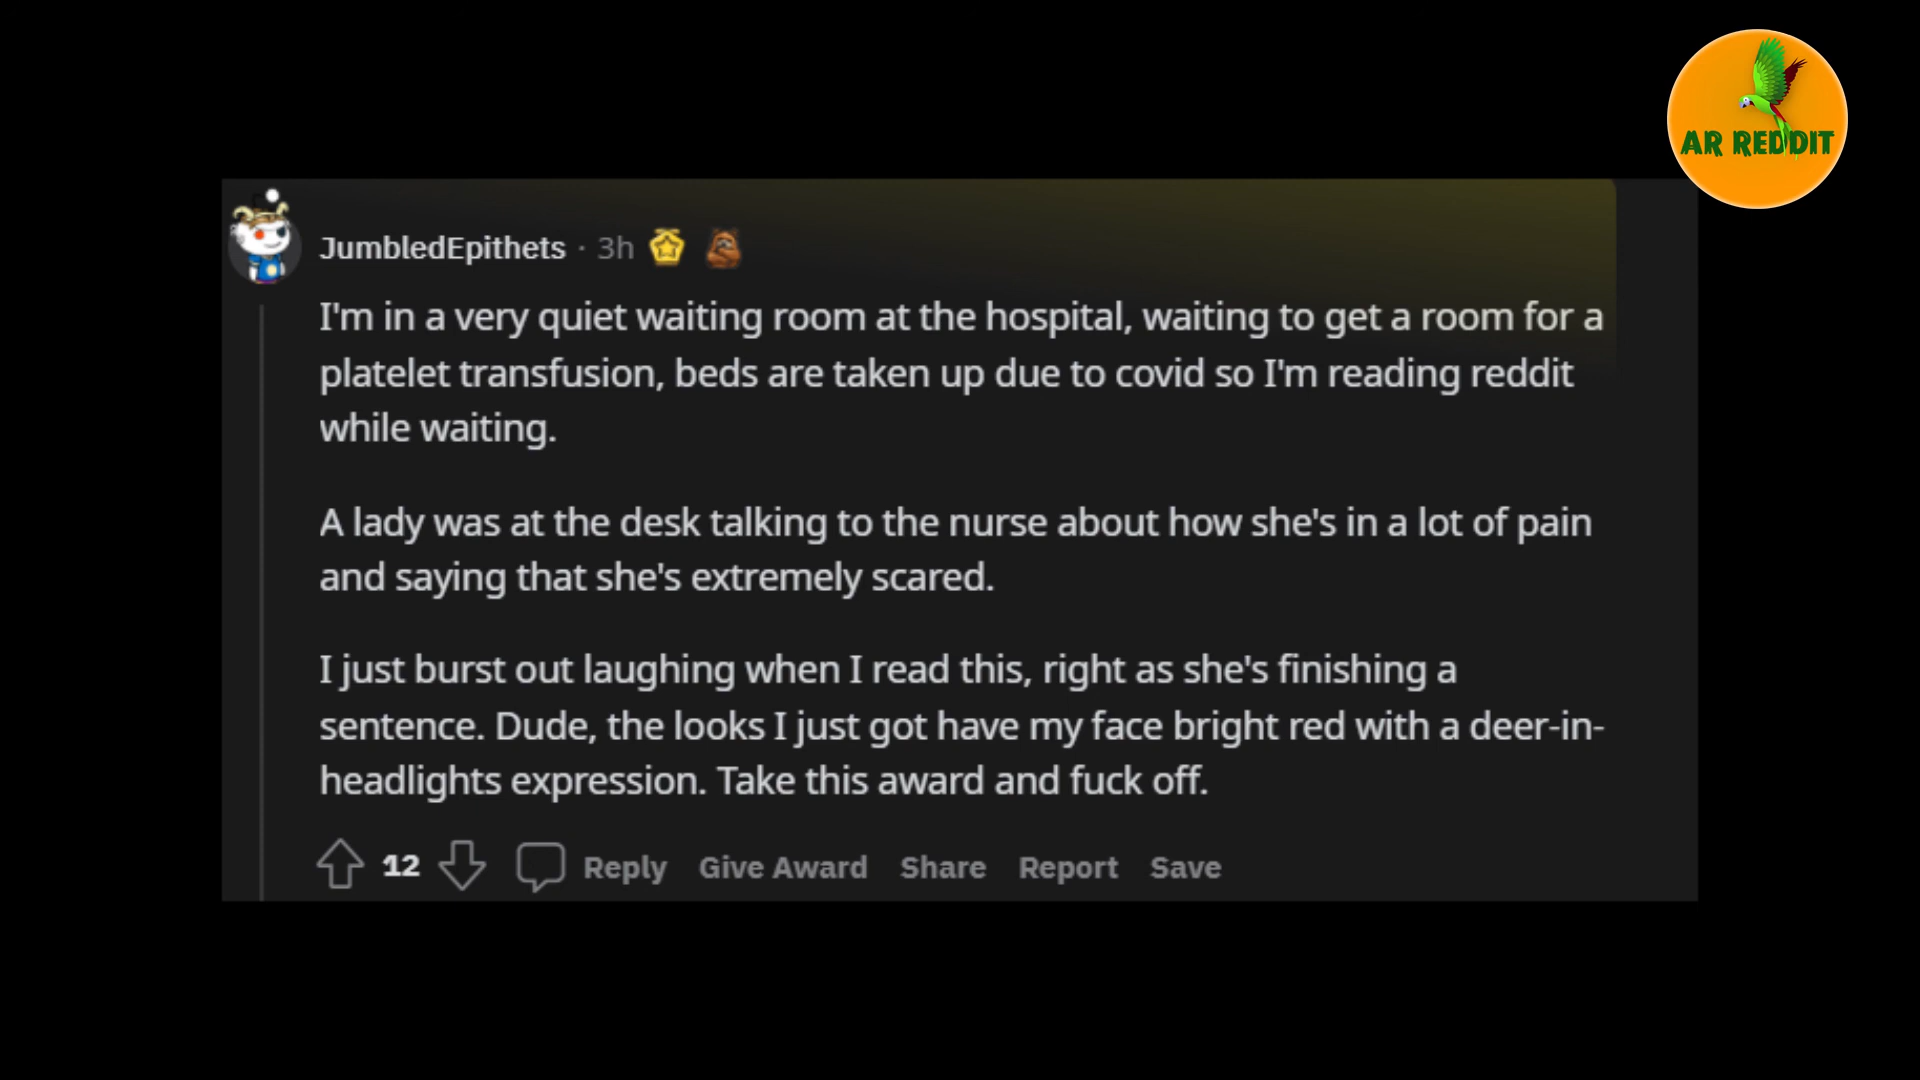 AR REDDIT
JumbledEpithets · 3h
I'm in a very quiet waiting room at the hospital, waiting to get a room for a
platelet transfusion, beds are taken up due to covid so I'm reading reddit
while waiting.
A lady was at the desk talking to the nurse about how she's in a lot of pain
and saying that she's extremely scared.
I just burst out laughing when I read this, right as she's finishing a
sentence. Dude, the looks I just got have my face bright red with a deer-in-
headlights expression. Take this award and fuck off.
12 Reply Give Award Share Report Save